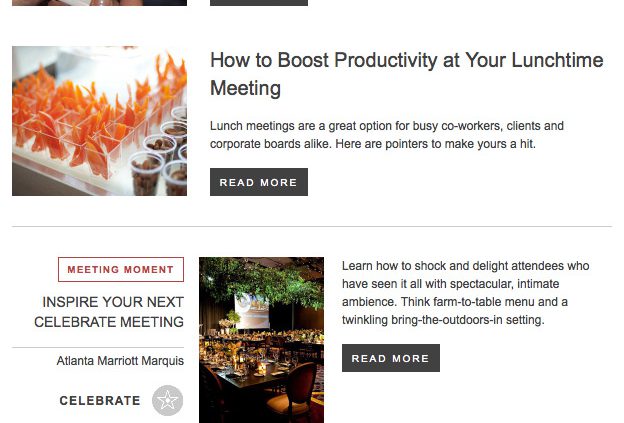 How to Boost Productivity at Your Lunchtime
Meeting
Lunch meetings are a great option for busy co-workers, clients and
corporate boards alike. Here are pointers to make yours a hit.
READ MORE
MEETING MOMENT
INSPIRE YOUR NEXT
CELEBRATE MEETING
Atlanta Marriott Marquis
CELEBRATE
Learn how to shock and delight attendees who
have seen it all with spectacular, intimate
ambience. Think farm-to-table menu and a
twinkling bring-the-outdoors-in setting.
READ MORE